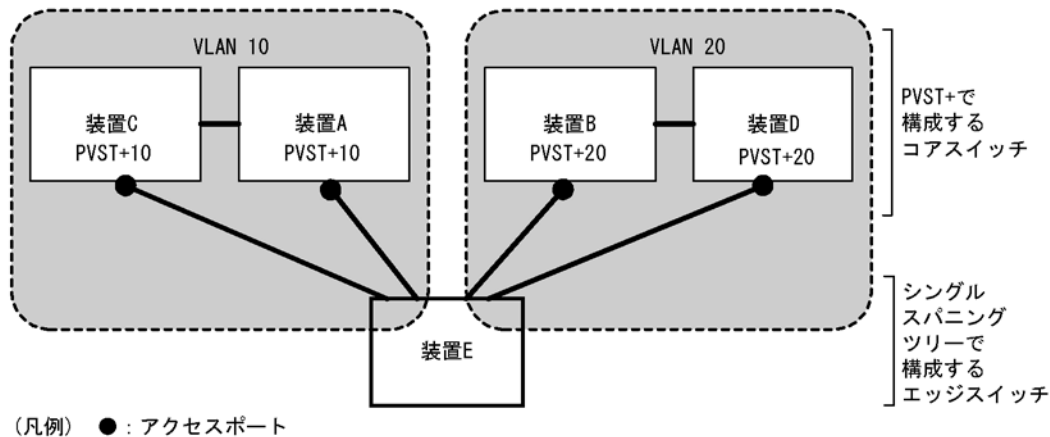 VLAN 10
VLAN 20
装置C
PVST+10
装置A
PVST+10
装置B
PVST+20
装置D
PVST+20
PVST+で
構成する
コアスイッチ
装置E
シングル
スパニング
ツリーで
構成する
エッジスイッチ
(凡例) ●:アクセスポート